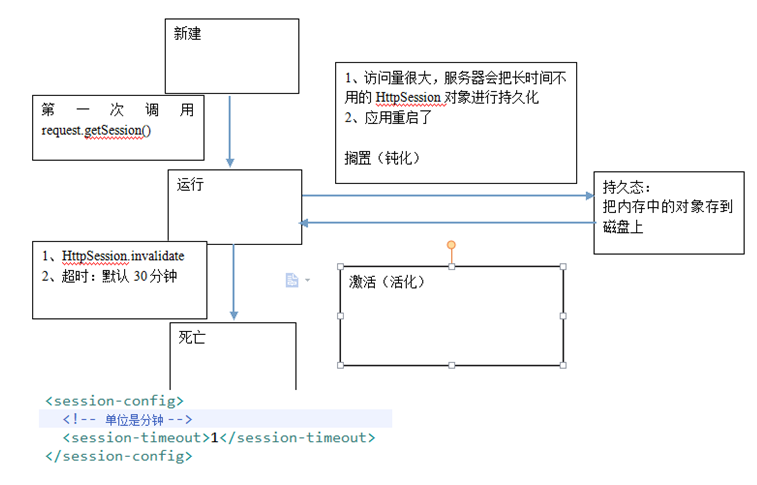 新建
第一次调用
request.getSession()
1、访问量很大，服务器会把长时间不
用的 HttpSession 对象进行持久化
2、应用重启了
搁置（钝化）
运行
持久态：
把内存中的对象存到
磁盘上
1、HttpSession.invalidate
2、超时：默认 30 分钟
激活（活化）
死亡
<session-config>
<!-- 单位是分钟 -->
<session-timeout>1</session-timeout>
</session-config>